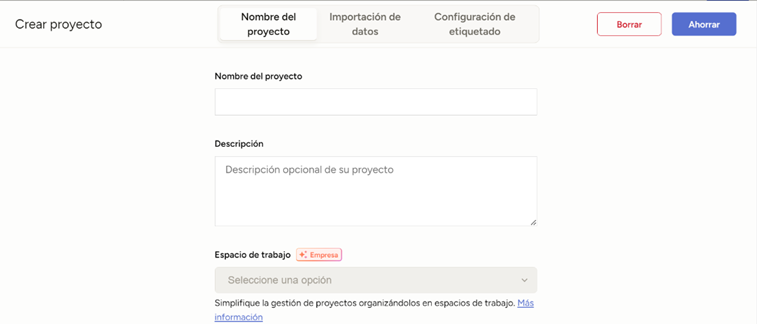 Crear proyecto
Nombre del
proyecto
Importación de
datos
Configuración de
etiquetado
Borrar
Ahorrar
Nombre del proyecto
Descripción
Descripción opcional de su proyecto
Espacio de trabajo
Empresa
Seleccione una opción
Simplifique la gestión de proyectos organizándolos en espacios de trabajo. Más
información